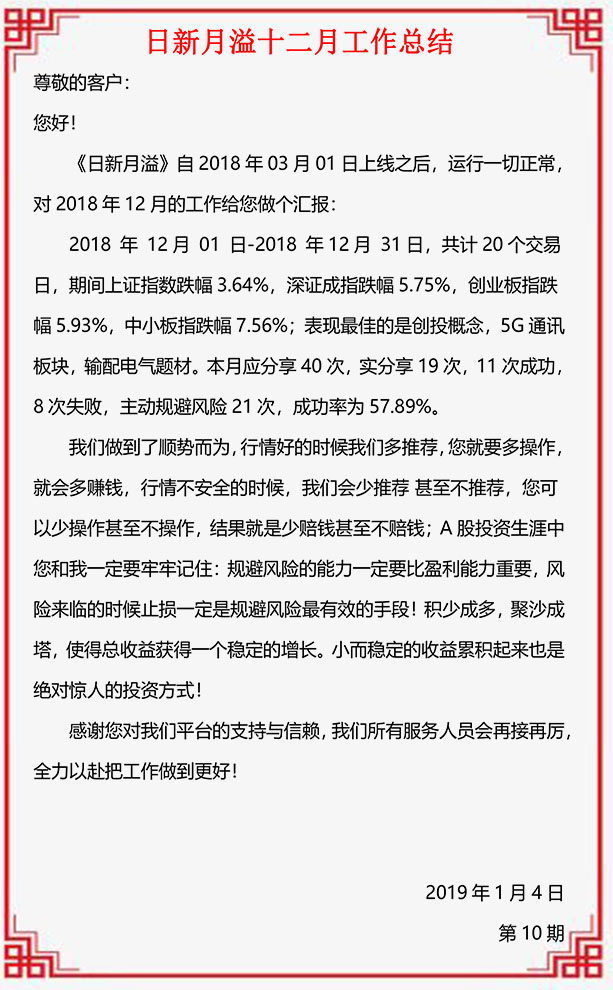 日新月溢十二月工作总结
尊敬的客户：
您好！
《日新月溢》自 2018 年 03 月 01 日上线之后，运行一切正常，
对 2018 年 12 月的工作给您做个汇报：
2018 年 12 月 01 日-2018 年 12 月 31 日，共计 20 个交易
日，期间上证指数跌幅 3.64%，深证成指跌幅 5.75%，创业板指跌
幅 5.93%，中小板指跌幅 7.56%；表现最佳的是创投概念，5G 通讯
板块，输配电气题材。本月应分享 40 次，实分享 19 次，11 次成功，
8 次失败，主动规避风险 21 次，成功率为 57.89%。
我们做到了顺势而为，行情好的时候我们多推荐，您就要多操作，
就会多赚钱，行情不安全的时候，我们会少推荐 甚至不推荐，您可
以少操作甚至不操作，结果就是少赔钱甚至不赔钱；A 股投资生涯中
您和我一定要牢牢记住：规避风险的能力一定要比盈利能力重要，风
险来临的时候止损一定是规避风险最有效的手段！积少成多，聚沙成
塔，使得总收益获得一个稳定的增长。小而稳定的收益累积起来也是
绝对惊人的投资方式！
感谢您对我们平台的支持与信赖，我们所有服务人员会再接再厉，
全力以赴把工作做到更好！
2019 年 1 月 4 日
第 10 期